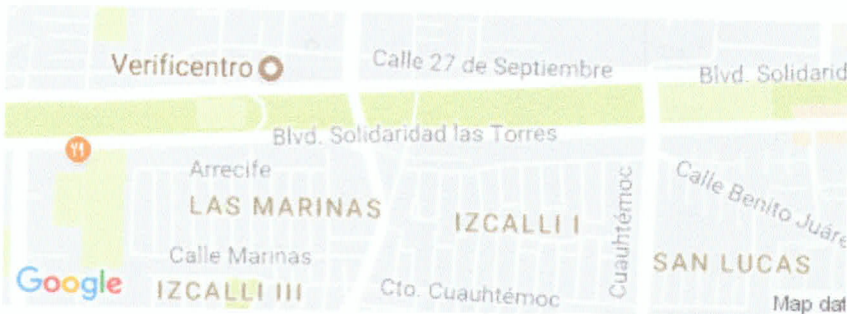 Verificentro
Calle 27 de Septiembre
Blvd. Solidarid
Blvd. Solidaridad las Torres
Arrecife
LAS MARINAS
IZCALLI I
Cuauhtémoc
Calle Benito Juáre
Calle Marinas
SAN LUCAS
Google
IZCALLI III
Cto. Cuauhtémoc
Map dat